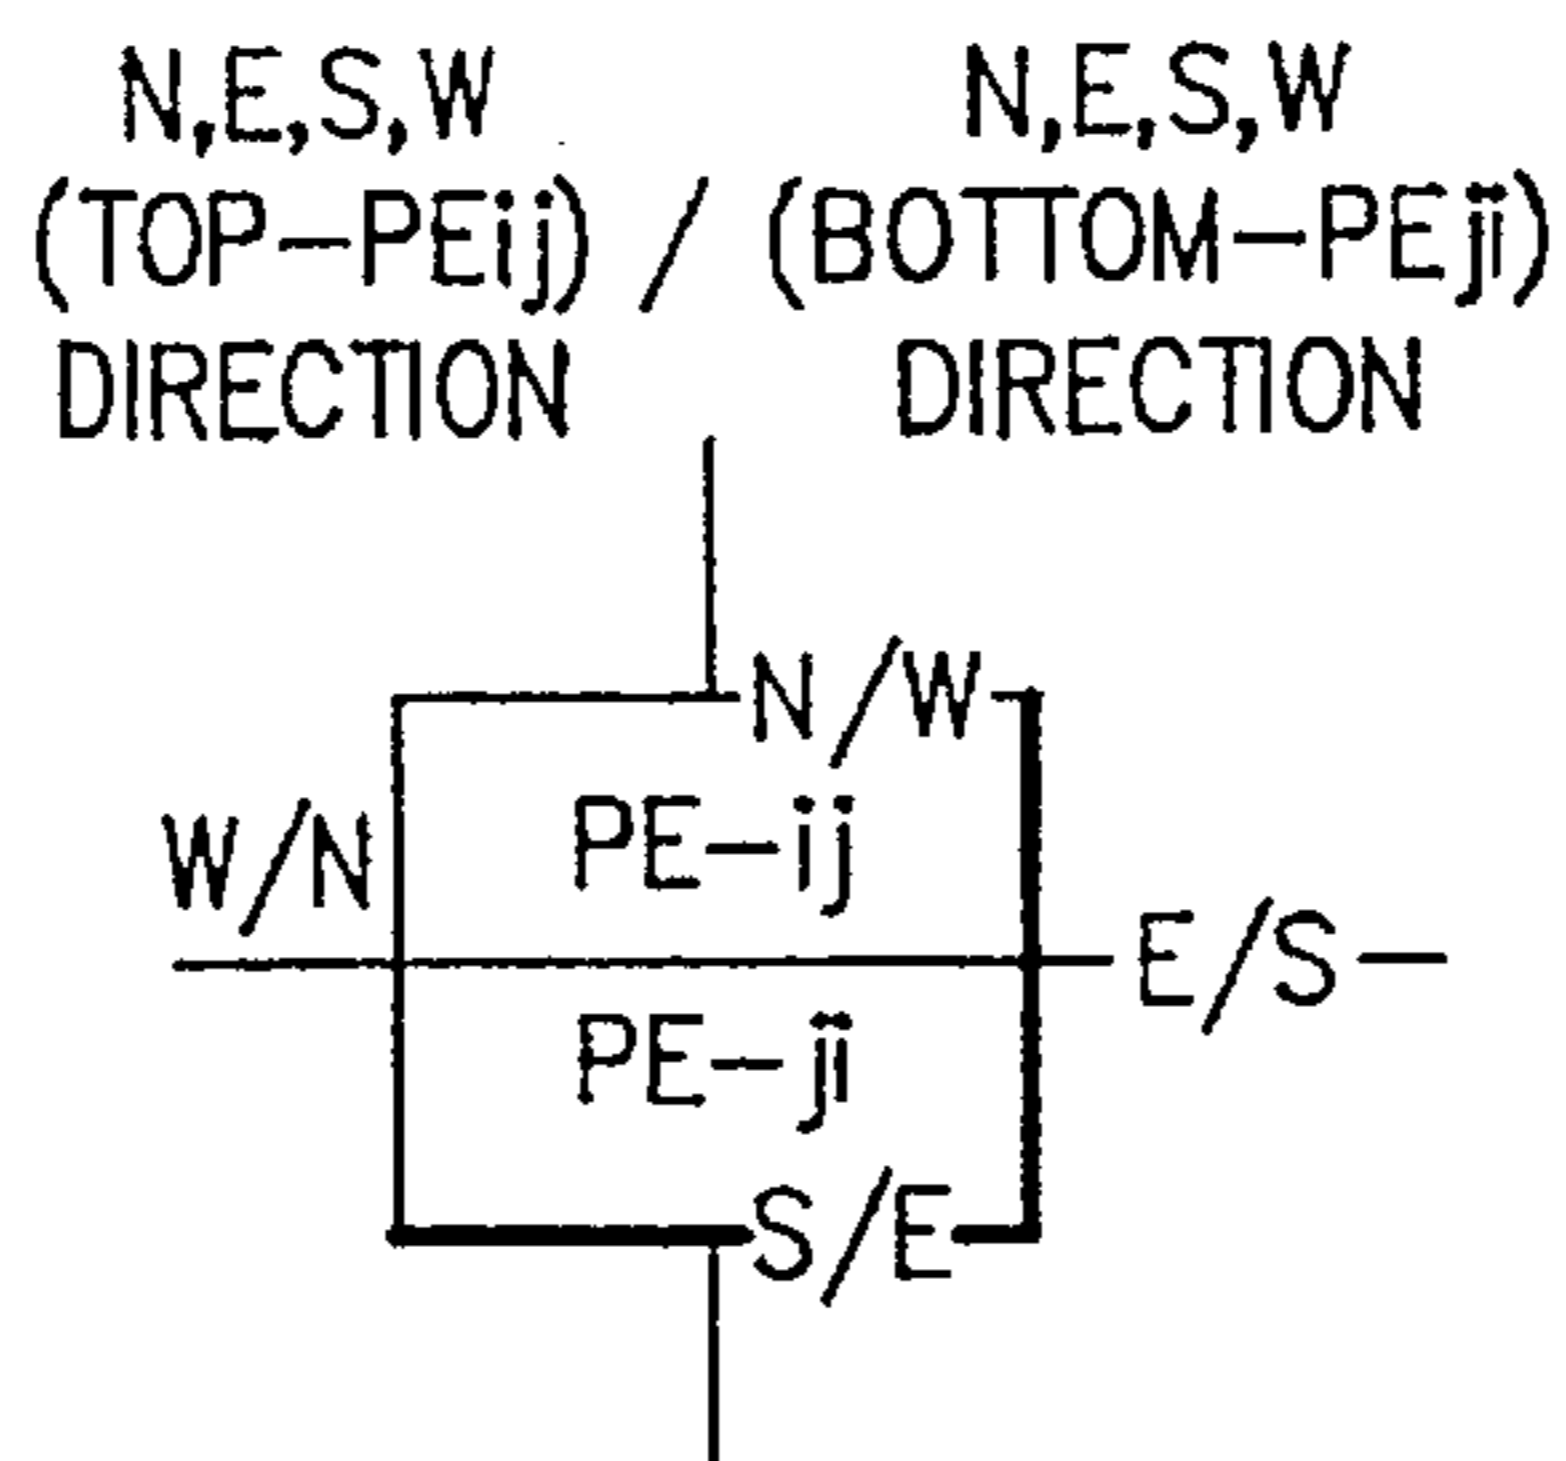 N,E,S,W N,E,S,W
(TOP-PEij) / (BOTTOM-PEji)
DIRECTION DIRECTION
N/W
PE-ij
W/N
E/S
PE-ji
S/E